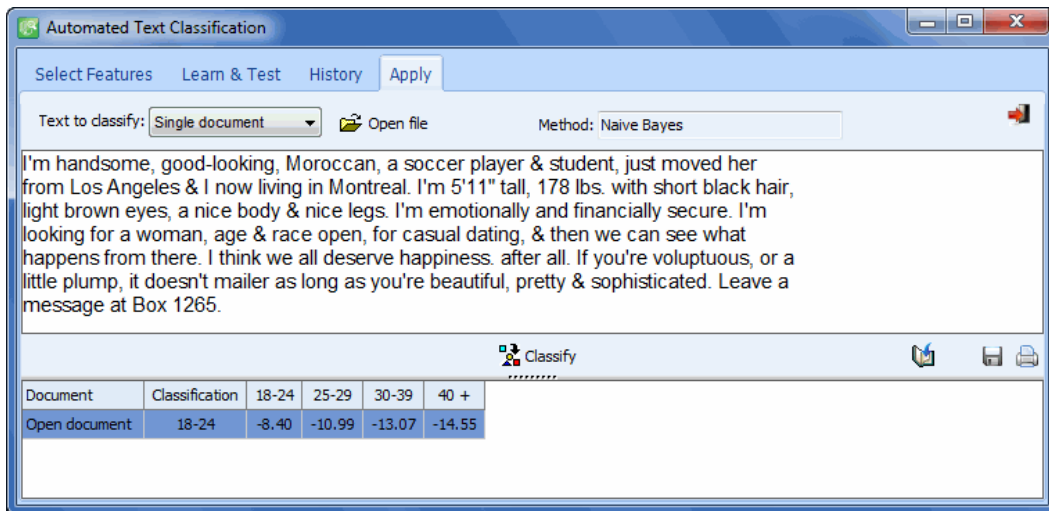 Automated Text Classification
Select Features Learn & Test History Apply
Text to classify: Single document Open file Method: Naive Bayes
I'm handsome, good-looking, Moroccan, a soccer player & student, just moved her
from Los Angeles & I now living in Montreal. I'm 5'11" tall, 178 lbs. with short black hair,
light brown eyes, a nice body & nice legs. I'm emotionally and financially secure. I'm
looking for a woman, age & race open, for casual dating, & then we can see what
happens from there. I think we all deserve happiness. after all. If you're voluptuous, or a
little plump, it doesn't mailer as long as you're beautiful, pretty & sophisticated. Leave a
message at Box 1265.
Classify
Document Classification 18-24 25-29 30-39 40 +
Open document 18-24 -8.40 -10.99 -13.07 -14.55